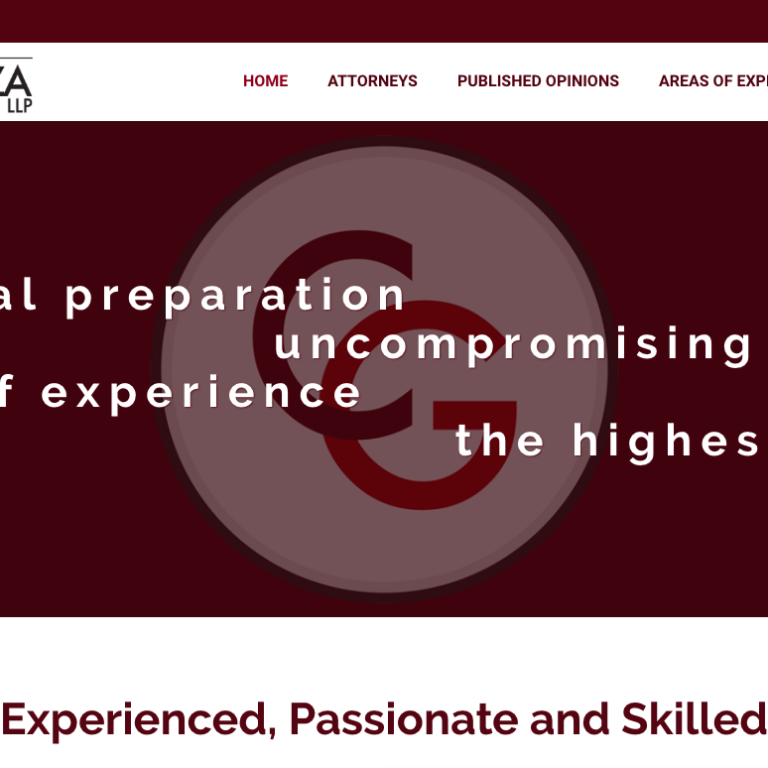 ZA
LLP
HOME ATTORNEYS PUBLISHED OPINIONS AREAS OF EXP
al preparation
uncompromising
f experience
the highes
CG
Experienced, Passionate and Skilled